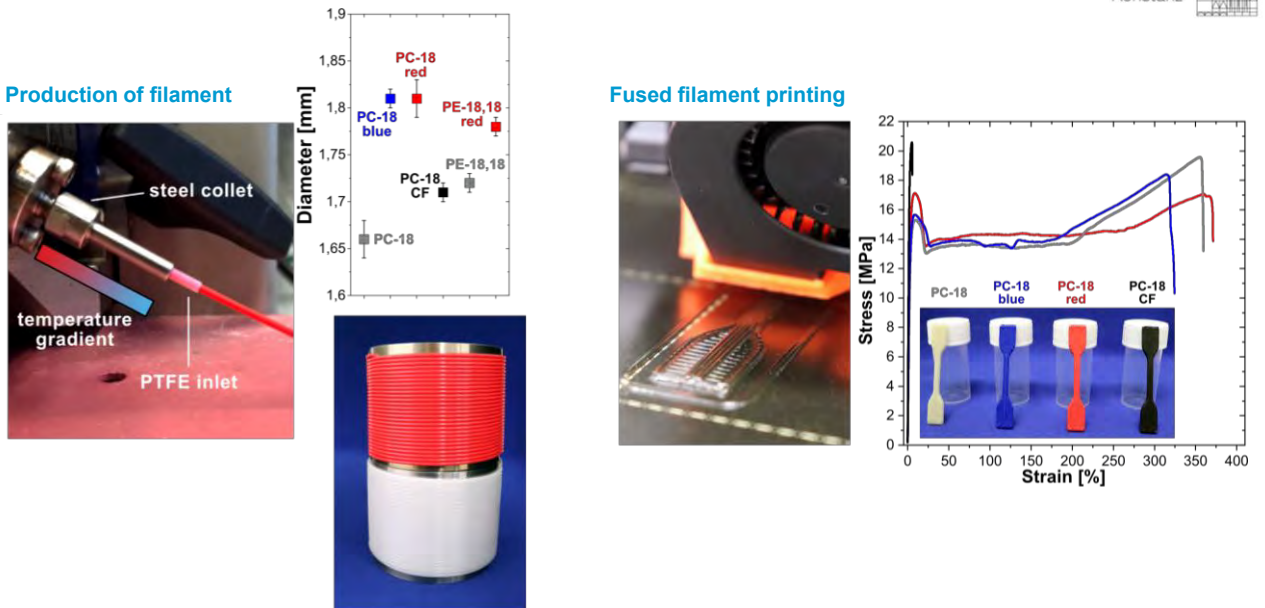 Production of filament
steel collet
temperature
gradient
PTFE inlet
Diameter [mm]
1,9
1,85
1,8
1,75
1,7
1,65
1,6
PC-18
red
PC-18
blue
PE-18,18
red
PE-18,18
PC-18
CF
PC-18
Fused filament printing
Stress [MPa]
22
20
18
16
14
12
10
8
6
4
2
0
PC-18
PC-18
blue
PC-18
red
PC-18
CF
0 50 100 150 200 250 300 350 400
Strain [%]